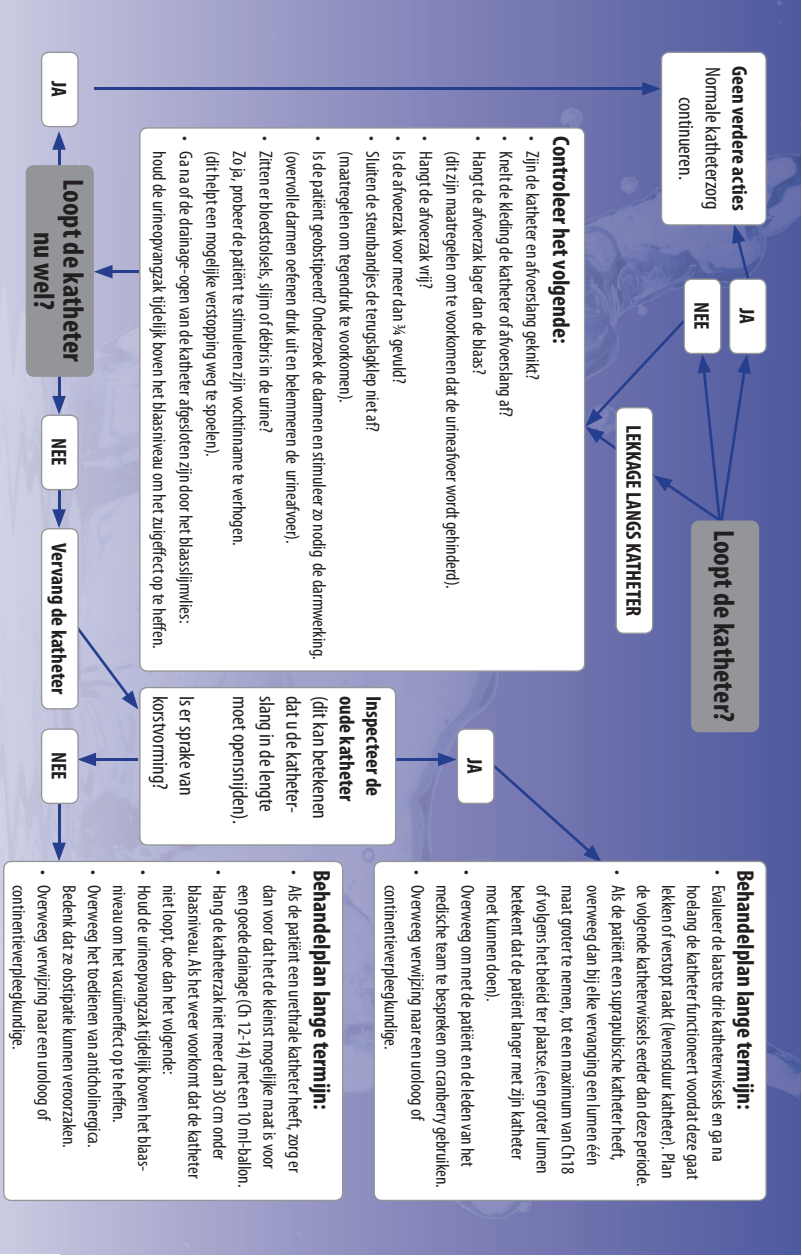 Loopt de katheter?
JA
NEE
Geen verdere acties
Normale katheterzorg
continueren.
LEKKAGE LANGS KATHETER
Controleer het volgende:
• Zijn de katheter en afvoerslang geknikt?
• Knelt de kleding de katheter of afvoerslang af?
• Hangt de afvoerzak lager dan de blaas?
(dit zijn maatregelen om te voorkomen dat de urineafvoer wordt gehinderd).
• Hangt de afvoerzak vrij?
• Is de afvoerzak voor meer dan ¾ gevuld?
• Sluiten de steunbandjes de terugslagklep niet af?
(maatregelen om tegendruk te voorkomen).
• Is de patiënt geobstipeerd? Onderzoek de darmen en stimuleer zo nodig de darmwerking.
(overvolle darmen oefenen druk uit en belemmeren de urineafvoer).
• Zitten er bloedstolsels, slijm of débris in de urine?
Zo ja, probeer de patiënt te stimuleren zijn vochtinname te verhogen.
(dit helpt een mogelijke verstopping weg te spoelen).
• Ga na of de drainage-ogen van de katheter afgesloten zijn door het blaasslijmvlies:
houd de urineopvangzak tijdelijk boven het blaasniveau om het zuigeffect op te heffen.
Loopt de katheter
nu wel?
JA
NEE
Vervang de katheter
Inspecteer de
oude katheter
(dit kan betekenen
dat u de katheter-
slang in de lengte
moet opensnijden).
Is er sprake van
korstvorming?
JA
NEE
Behandelplan lange termijn:
• Evalueer de laatste drie katheterwissels en ga na
hoelang de katheter functioneert voordat deze gaat
lekken of verstopt raakt (levensduur katheter). Plan
de volgende katheterwissels eerder dan deze periode.
• Als de patiënt een suprapubische katheter heeft,
overweeg dan bij elke vervanging een lumen één
maat groter te nemen, tot een maximum van Ch18
of volgens het beleid ter plaatse.(een groter lumen
betekent dat de patiënt langer met zijn katheter
moet kunnen doen).
• Overweeg om met de patiënt en de leden van het
medische team te bespreken om cranberry gebruiken.
• Overweeg verwijzing naar een uroloog of
continentieverpleegkundige.
Behandelplan lange termijn:
• Als de patiënt een urethrale katheter heeft, zorg er
dan voor dat het de kleinst mogelijke maat is voor
een goede drainage (Ch 12-14) met een 10 ml-ballon.
• Hang de katheterzak niet meer dan 30 cm onder
blaasniveau. Als het weer voorkomt dat de katheter
niet loopt, doe dan het volgende:
• Houd de urineopvangzak tijdelijk boven het blaas-
niveau om het vacuümeffect op te heffen.
• Overweeg het toedienen van anticholinergica.
Bedenk dat ze obstipatie kunnen veroorzaken.
• Overweeg verwijzing naar een uroloog of
continentieverpleegkundige.